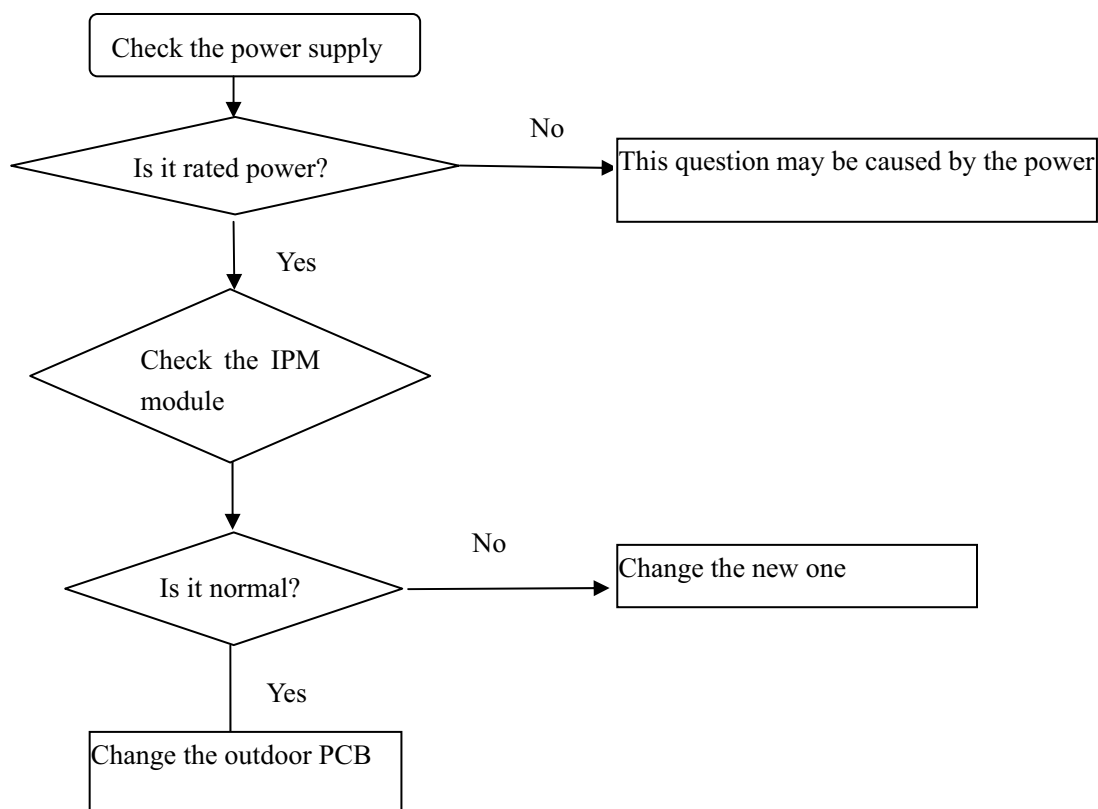 Check the power supply
No
Is it rated power?
This question may be caused by the power
Yes
Check the IPM
module
No
Is it normal?
Change the new one
Yes
Change the outdoor PCB